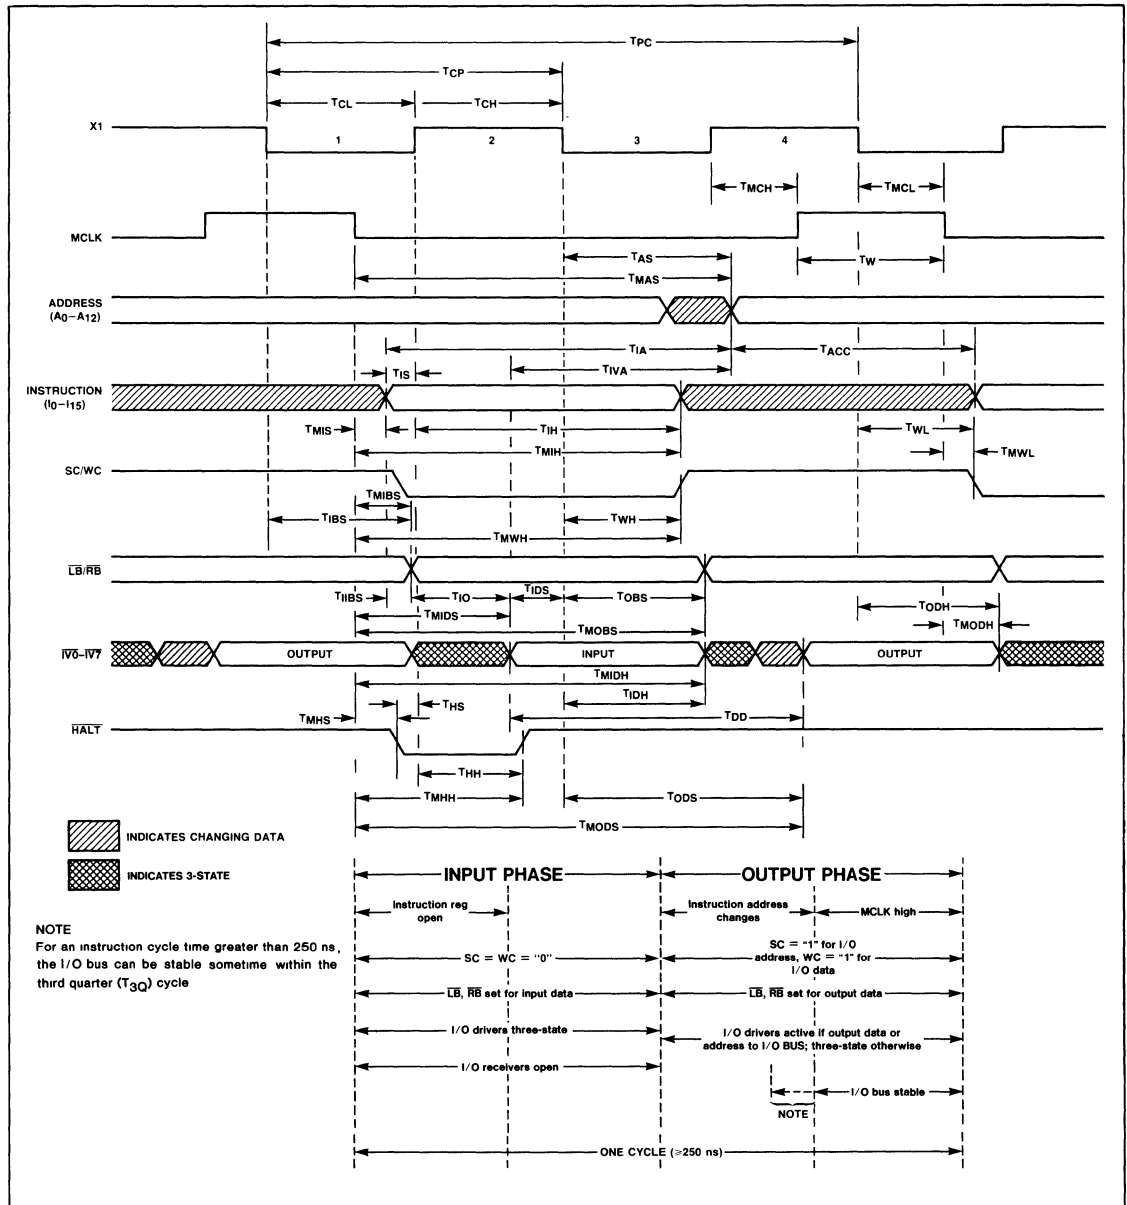 TPC
TCP
TCL
TCH
X1
1
2
3
4
TMCH
TMCL
MCLK
TAS
TW
TMAS
ADDRESS
(A0–A12)
TIA
TACC
TIS
TIVA
INSTRUCTION
(I0–I15)
TMIS
TIH
TWL
TMIH
TMWL
SC/WC
TMIBS
TIBS
TWH
TMWH
LB/RB
TIDS
TIIBS
TIO
TOBS
TODH
TMIDS
TMODH
TMOBS
IV0–IV7
OUTPUT
INPUT
OUTPUT
TMIDH
THS
TIDH
TMHS
TDD
HALT
THH
TMHH
TODS
TMODS
INDICATES CHANGING DATA
INDICATES 3-STATE
NOTE
For an instruction cycle time greater than 250 ns,
the I/O bus can be stable sometime within the
third quarter (T3Q) cycle
INPUT PHASE
OUTPUT PHASE
Instruction reg
open
Instruction address
changes
MCLK high
SC = WC = “0”
SC = “1” for I/O
address, WC = “1” for
I/O data
LB, RB set for input data
LB, RB set for output data
I/O drivers three-state
I/O drivers active if output data or
address to I/O BUS; three-state otherwise
I/O receivers open
I/O bus stable
NOTE
ONE CYCLE (≥250 ns)